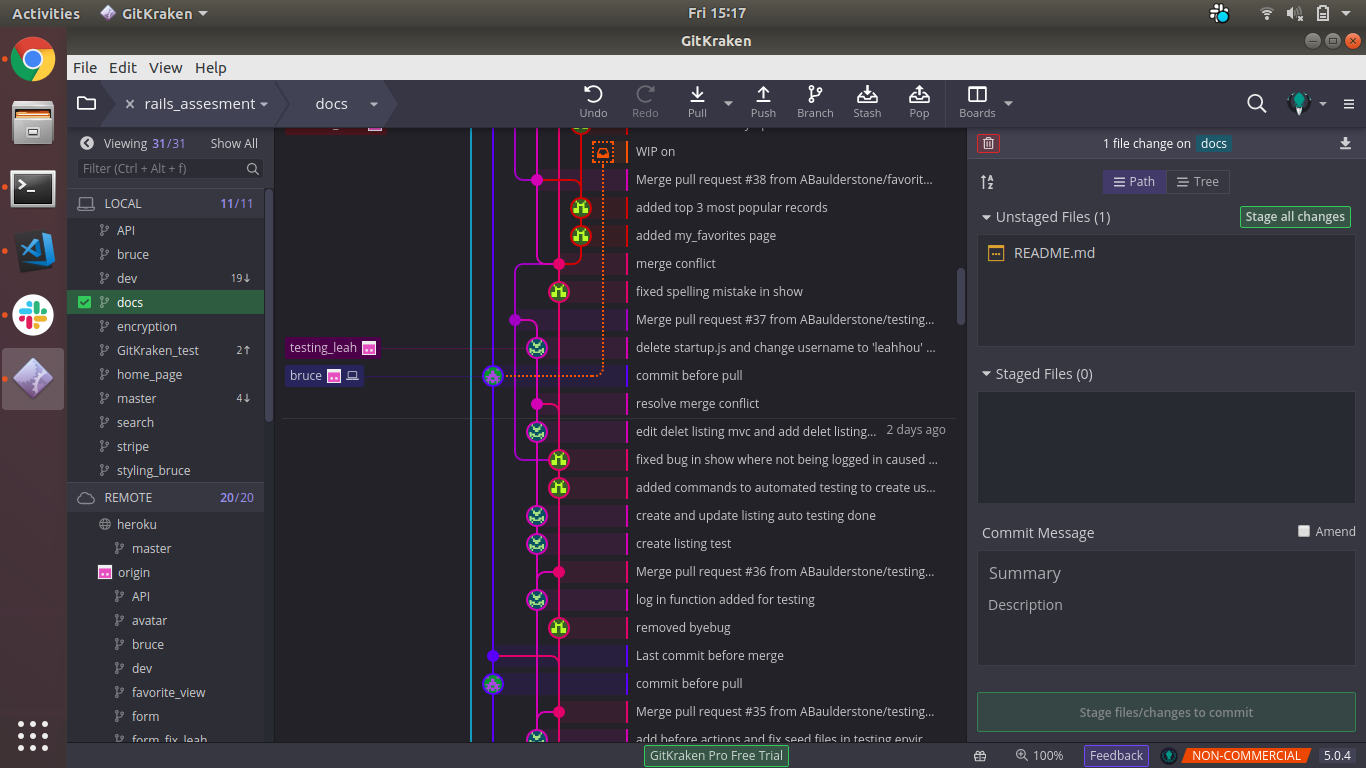 Activities
GitKraken
Fri 15:17
GitKraken
File Edit View Help
rails_assesment
docs
Undo
Redo
Pull
Push
Branch
Stash
Pop
Boards
Viewing 31/31
Show All
Filter (Ctrl + Alt + f)
LOCAL 11/11
API
bruce
dev 19↓
docs
encryption
GitKraken_test 2↑
home_page
master 4↓
search
stripe
styling_bruce
REMOTE 20/20
heroku
master
origin
API
avatar
bruce
dev
favorite_view
form
form_fix_leah
testing_leah
bruce
WIP on
Merge pull request #38 from ABaulderstone/favorit...
added top 3 most popular records
added my_favorites page
merge conflict
fixed spelling mistake in show
Merge pull request #37 from ABaulderstone/testing...
delete startup.js and change username to 'leahhou' ...
commit before pull
resolve merge conflict
edit delet listing mvc and add delet listing... 2 days ago
fixed bug in show where not being logged in caused ...
added commands to automated testing to create us...
create and update listing auto testing done
create listing test
Merge pull request #36 from ABaulderstone/testing...
log in function added for testing
removed byebug
Last commit before merge
commit before pull
Merge pull request #35 from ABaulderstone/testing...
add before actions and fix seed files in testing envir...
1 file change on docs
Path
Tree
Unstaged Files (1)
Stage all changes
README.md
Staged Files (0)
Commit Message
Amend
Summary
Description
Stage files/changes to commit
GitKraken Pro Free Trial
100%
Feedback
NON-COMMERCIAL
5.0.4